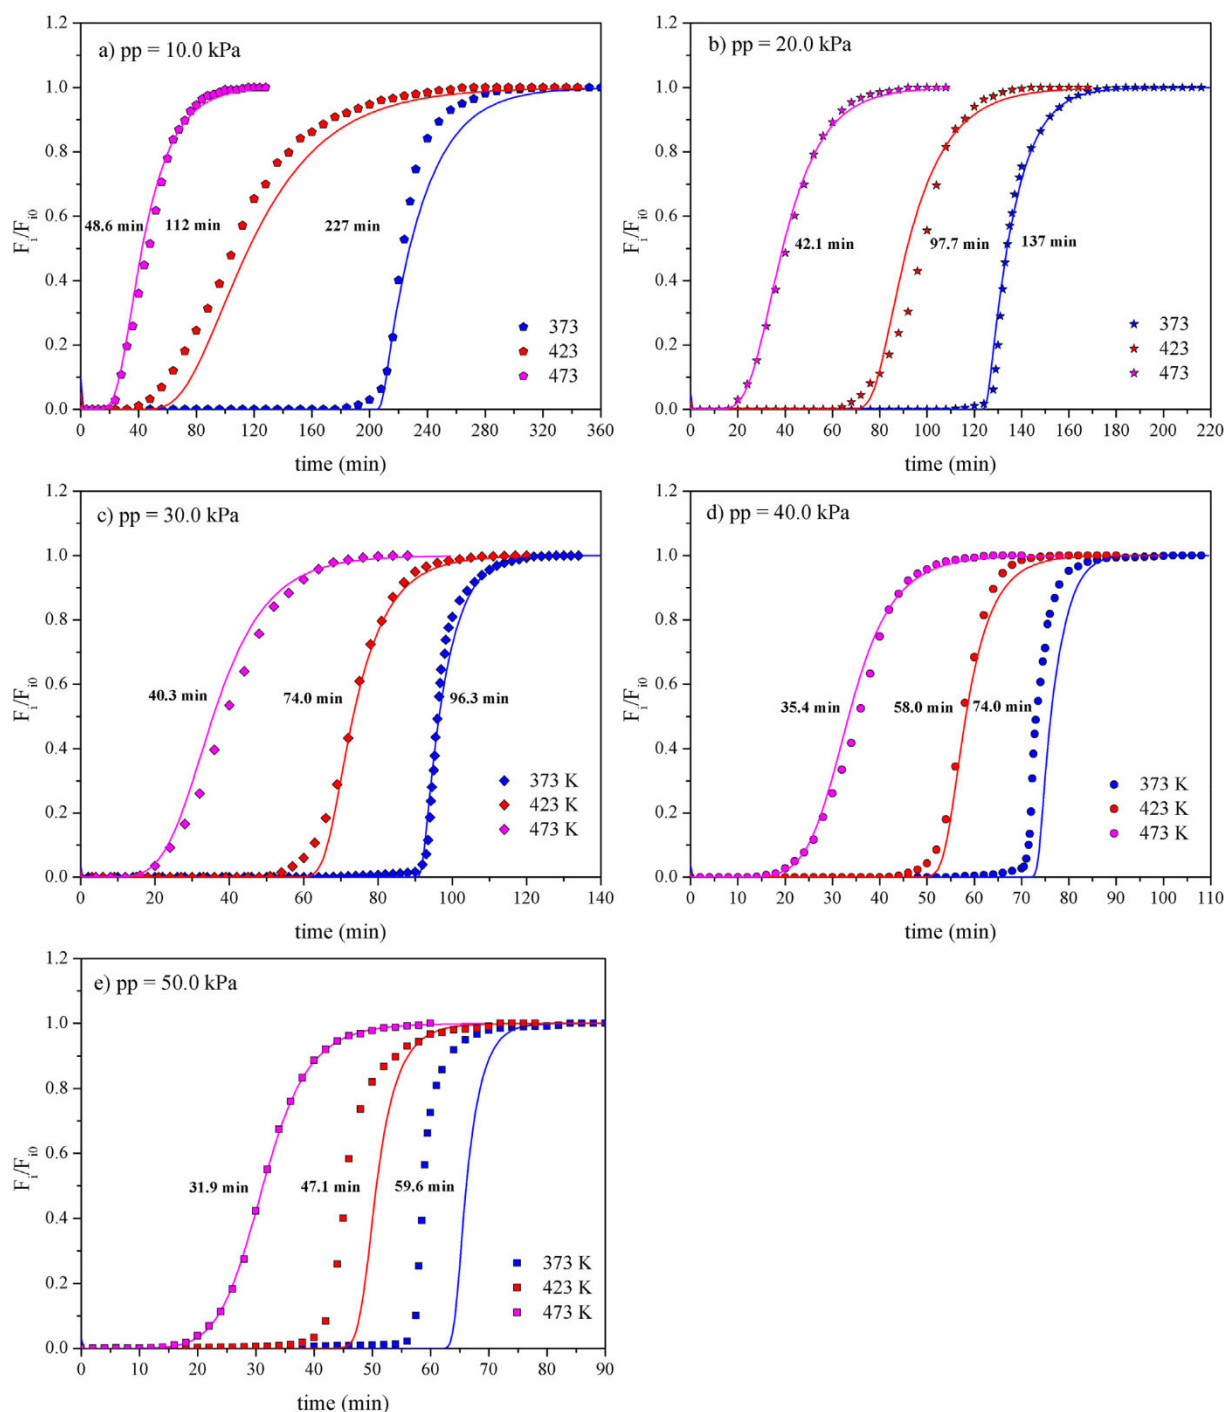 a) pp = 10.0 kPa
1.2
1.0
0.8
0.6
0.4
0.2
0.0
F_i/F_i0
48.6 min
112 min
227 min
373
423
473
0 40 80 120 160 200 240 280 320 360
time (min)
b) pp = 20.0 kPa
1.2
1.0
0.8
0.6
0.4
0.2
0.0
F_i/F_i0
42.1 min
97.7 min
137 min
373
423
473
0 20 40 60 80 100 120 140 160 180 200 220
time (min)
c) pp = 30.0 kPa
1.2
1.0
0.8
0.6
0.4
0.2
0.0
F_i/F_i0
40.3 min
74.0 min
96.3 min
373 K
423 K
473 K
0 20 40 60 80 100 120 140
time (min)
d) pp = 40.0 kPa
1.2
1.0
0.8
0.6
0.4
0.2
0.0
F_i/F_i0
35.4 min
58.0 min
74.0 min
373 K
423 K
473 K
0 10 20 30 40 50 60 70 80 90 100 110
time (min)
e) pp = 50.0 kPa
1.2
1.0
0.8
0.6
0.4
0.2
0.0
F_i/F_i0
31.9 min
47.1 min
59.6 min
373 K
423 K
473 K
0 10 20 30 40 50 60 70 80 90
time (min)